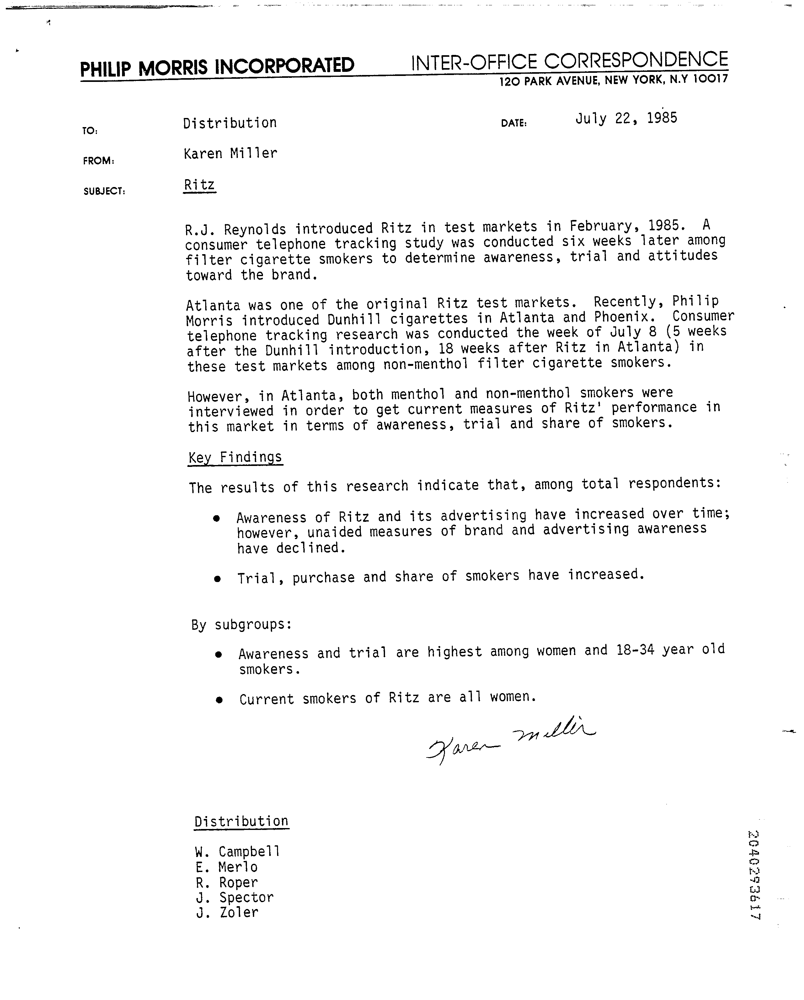 PHILIP MORRIS INCORPORATED INTER-OFFICE CORRESPONDENCE
120 PARK AVENUE, NEW YORK, N.Y 10017
TO: Distribution DATE: July 22, 1985
FROM: Karen Miller
SUBJECT: Ritz
R.J. Reynolds introduced Ritz in test markets in February, 1985. A
consumer telephone tracking study was conducted six weeks later among
filter cigarette smokers to determine awareness, trial and attitudes
toward the brand.
Atlanta was one of the original Ritz test markets. Recently, Philip
Morris introduced Dunhill cigarettes in Atlanta and Phoenix. Consumer
telephone tracking research was conducted the week of July 8 (5 weeks
after the Dunhill introduction, 18 weeks after Ritz in Atlanta) in
these test markets among non-menthol filter cigarette smokers.
However, in Atlanta, both menthol and non-menthol smokers were
interviewed in order to get current measures of Ritz' performance in
this market in terms of awareness, trial and share of smokers.
Key Findings
The results of this research indicate that, among total respondents:
• Awareness of Ritz and its advertising have increased over time;
however, unaided measures of brand and advertising awareness
have declined.
• Trial, purchase and share of smokers have increased.
By subgroups:
• Awareness and trial are highest among women and 18-34 year old
smokers.
• Current smokers of Ritz are all women.
Karen Miller
Distribution
W. Campbell
E. Merlo
R. Roper
J. Spector
J. Zoler
2040293617